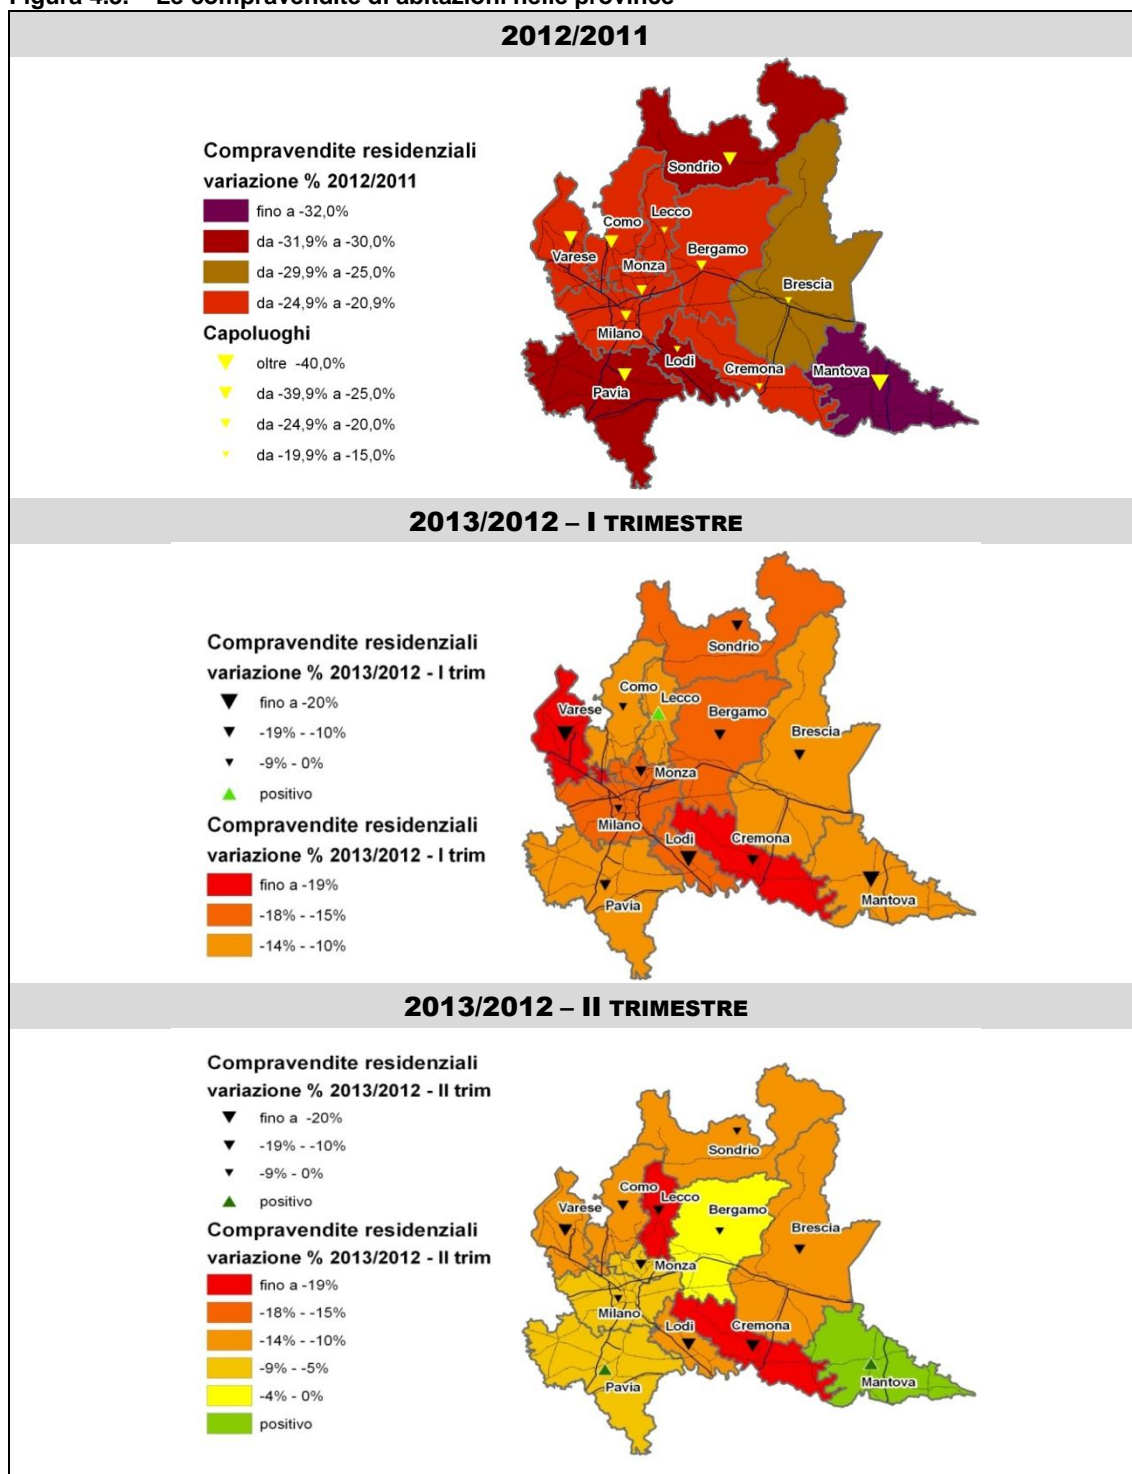 Figura 4.3. Le compravendite di abitazioni nelle province
2012/2011
Compravendite residenziali
variazione % 2012/2011
fino a -32,0%
da -31,9% a -30,0%
da -29,9% a -25,0%
da -24,9% a -20,9%
Capoluoghi
oltre -40,0%
da -39,9% a -25,0%
da -24,9% a -20,0%
da -19,9% a -15,0%
Sondrio
Lecco
Como
Varese
Bergamo
Monza
Brescia
Milano
Lodi
Cremona
Mantova
Pavia
2013/2012 – I TRIMESTRE
Compravendite residenziali
variazione % 2013/2012 - I trim
fino a -20%
-19% - -10%
-9% - 0%
positivo
Compravendite residenziali
variazione % 2013/2012 - I trim
fino a -19%
-18% - -15%
-14% - -10%
Sondrio
Como
Lecco
Varese
Bergamo
Brescia
Monza
Milano
Lodi
Cremona
Pavia
Mantova
2013/2012 – II TRIMESTRE
Compravendite residenziali
variazione % 2013/2012 - II trim
fino a -20%
-19% - -10%
-9% - 0%
positivo
Compravendite residenziali
variazione % 2013/2012 - II trim
fino a -19%
-18% - -15%
-14% - -10%
-9% - -5%
-4% - 0%
positivo
Sondrio
Como
Lecco
Varese
Bergamo
Brescia
Monza
Milano
Lodi
Cremona
Pavia
Mantova